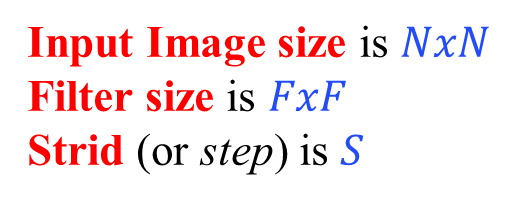 Input Image size is NxN
Filter size is FxF
Strid (or step) is S